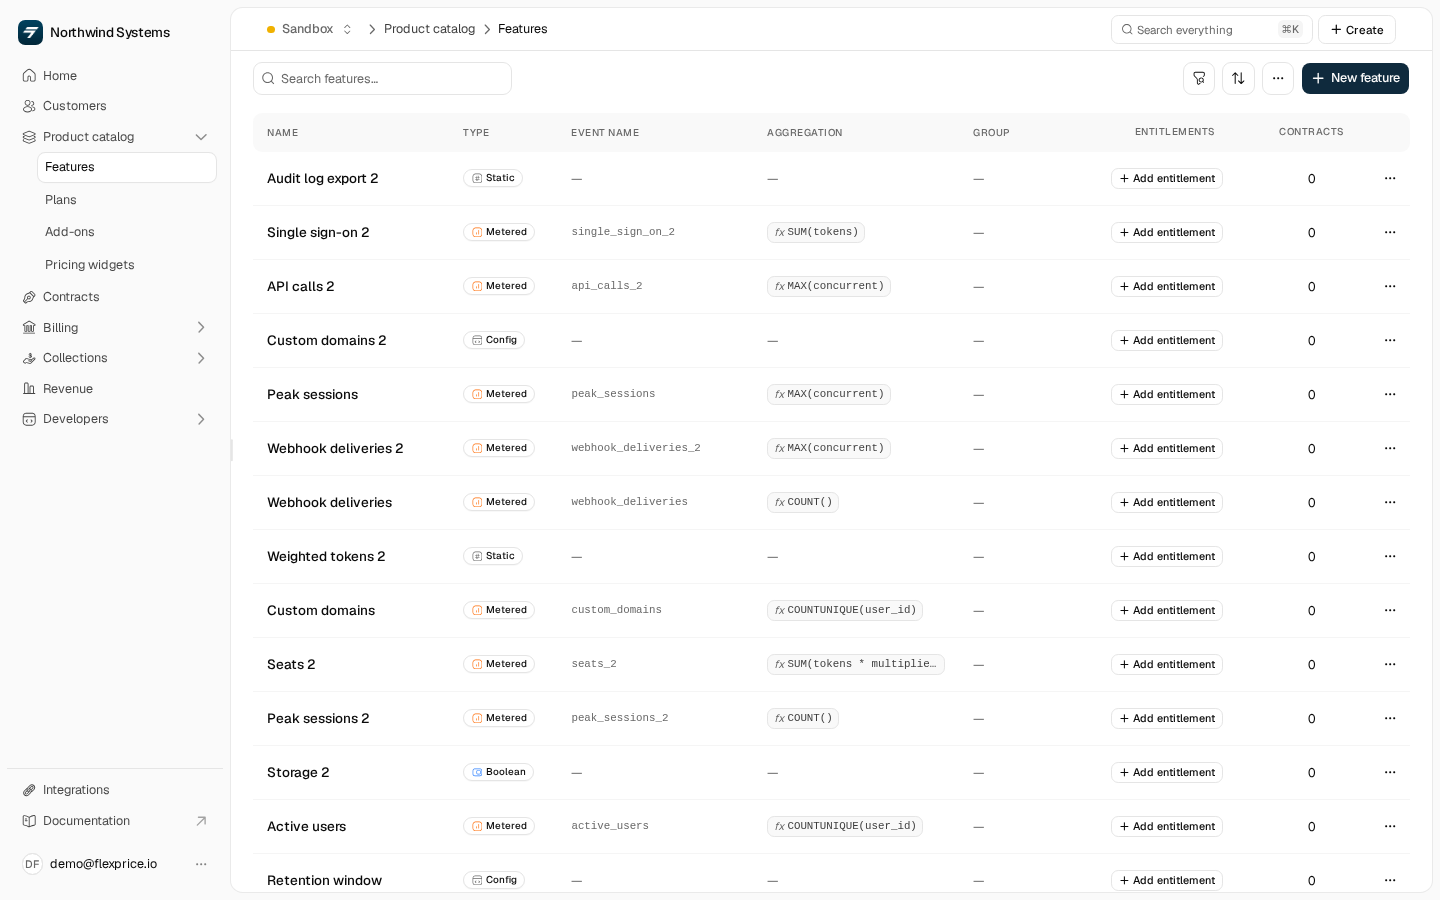 Northwind Systems
Home
Customers
Product catalog
Features
Plans
Add-ons
Pricing widgets
Contracts
Billing
Collections
Revenue
Developers
Integrations
Documentation
DF demo@flexprice.io
Sandbox Product catalog Features
Search everything ⌘K
Create
Search features...
New feature
NAME TYPE EVENT NAME AGGREGATION GROUP ENTITLEMENTS CONTRACTS
Audit log export 2 Static — — — Add entitlement 0
Single sign-on 2 Metered single_sign_on_2 fx SUM(tokens) — Add entitlement 0
API calls 2 Metered api_calls_2 fx MAX(concurrent) — Add entitlement 0
Custom domains 2 Config — — — Add entitlement 0
Peak sessions Metered peak_sessions fx MAX(concurrent) — Add entitlement 0
Webhook deliveries 2 Metered webhook_deliveries_2 fx MAX(concurrent) — Add entitlement 0
Webhook deliveries Metered webhook_deliveries fx COUNT() — Add entitlement 0
Weighted tokens 2 Static — — — Add entitlement 0
Custom domains Metered custom_domains fx COUNTUNIQUE(user_id) — Add entitlement 0
Seats 2 Metered seats_2 fx SUM(tokens * multiplie… — Add entitlement 0
Peak sessions 2 Metered peak_sessions_2 fx COUNT() — Add entitlement 0
Storage 2 Boolean — — — Add entitlement 0
Active users Metered active_users fx COUNTUNIQUE(user_id) — Add entitlement 0
Retention window Config — — — Add entitlement 0